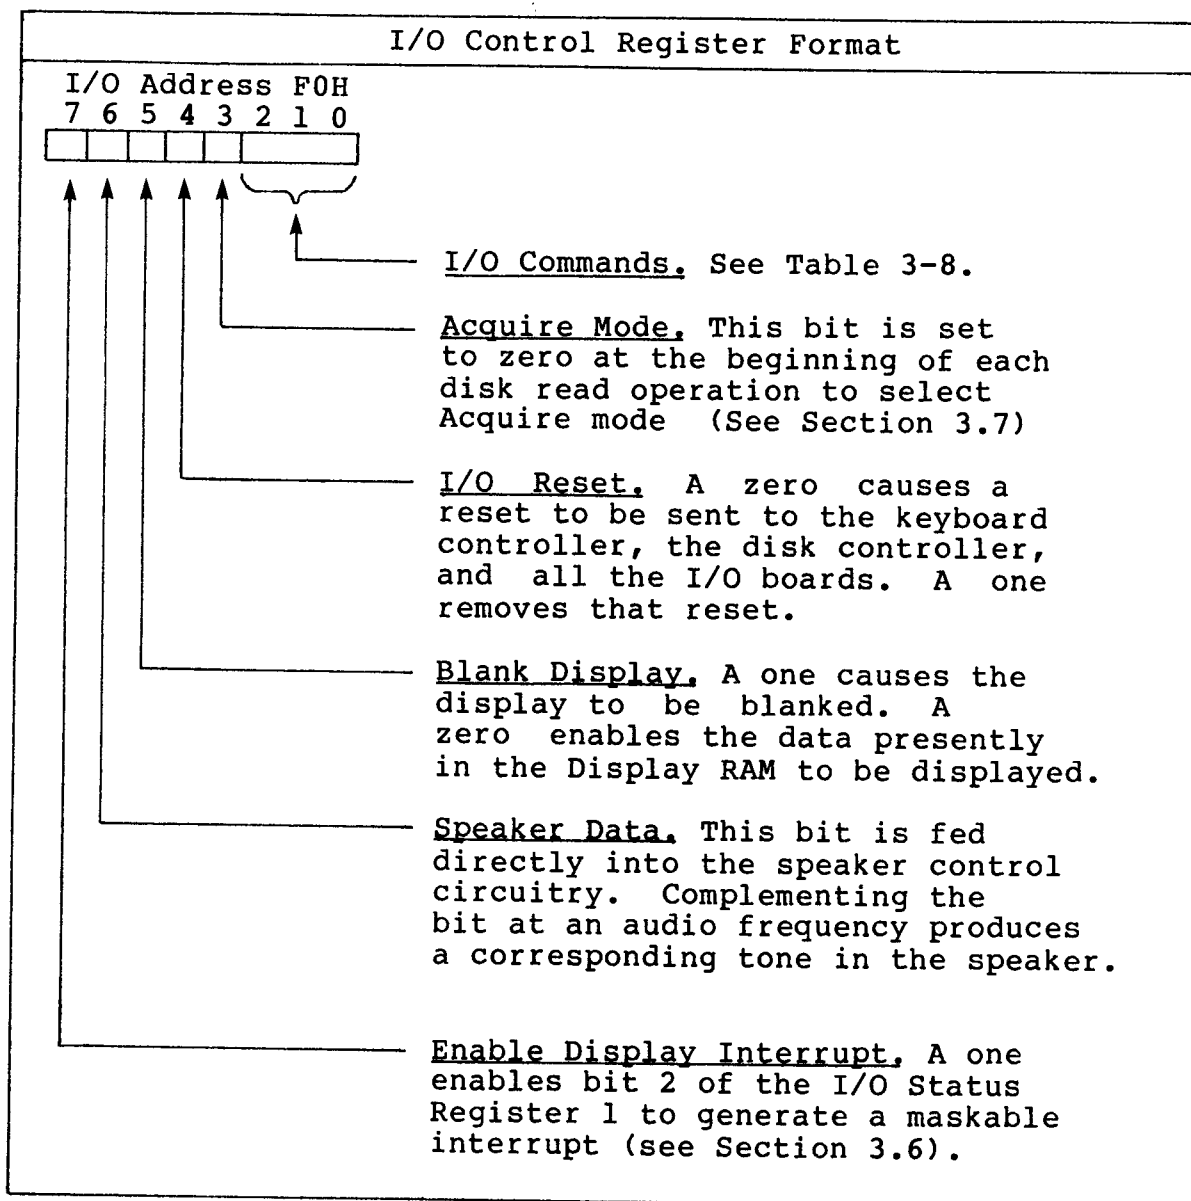 I/O Control Register Format
I/O Address F0H
7 6 5 4 3 2 1 0
I/O Commands. See Table 3-8.
Acquire Mode. This bit is set
to zero at the beginning of each
disk read operation to select
Acquire mode (See Section 3.7)
I/O Reset. A zero causes a
reset to be sent to the keyboard
controller, the disk controller,
and all the I/O boards. A one
removes that reset.
Blank Display. A one causes the
display to be blanked. A
zero enables the data presently
in the Display RAM to be displayed.
Speaker Data. This bit is fed
directly into the speaker control
circuitry. Complementing the
bit at an audio frequency produces
a corresponding tone in the speaker.
Enable Display Interrupt. A one
enables bit 2 of the I/O Status
Register 1 to generate a maskable
interrupt (see Section 3.6).